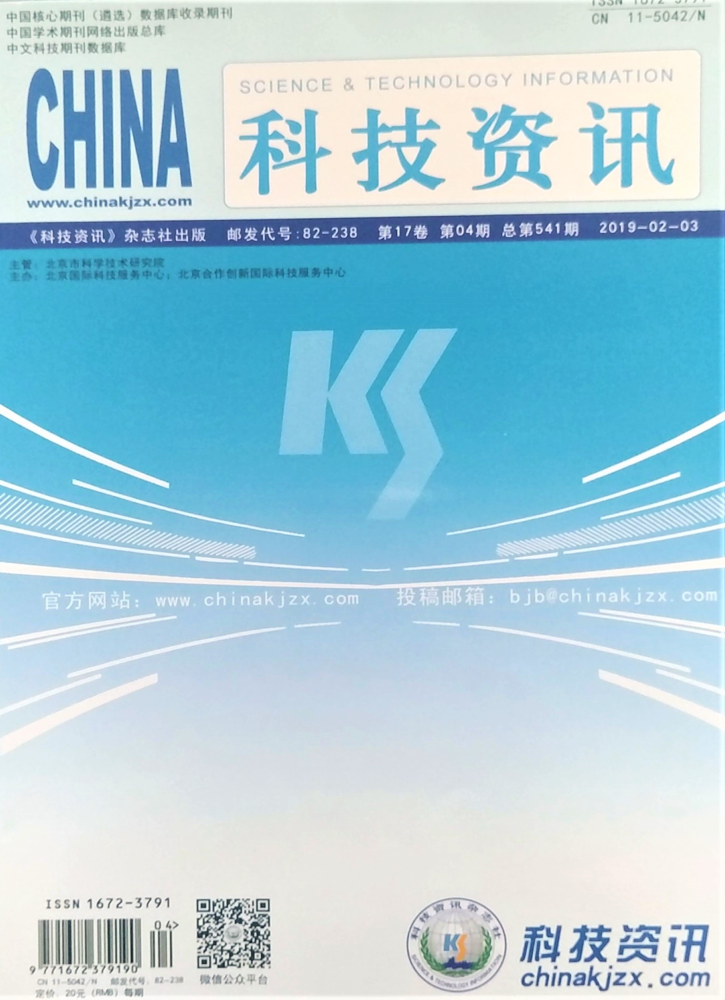 中国核心期刊（遴选）数据库收录期刊
中国学术期刊网络出版总库
中文科技期刊数据库
ISSN 1672-3791
CN 11-5042/N
CHINA
www.chinakjzx.com
SCIENCE & TECHNOLOGY INFORMATION
科技资讯
《科技资讯》杂志社出版 邮发代号:82-238 第17卷 第04期 总第541期 2019-02-03
主管：北京市科学技术研究院
主办：北京国际科技服务中心；北京合作创新国际科技服务中心
KS
官方网站：www.chinakjzx.com 投稿邮箱：bjb@chinakjzx.com
ISSN 1672-3791
04>
9 771672 379190
CN 11-5042/N 邮发代号：82-238
定价：20元（RMB）每期
微信公众平台
科技资讯杂志社
KS
SCIENCE & TECHNOLOGY INFORMATION
科技资讯
chinakjzx.com